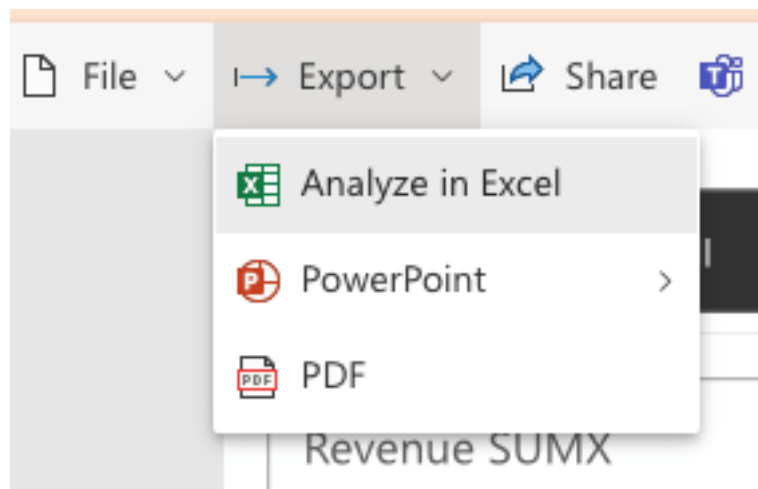 File
Export
Share
Analyze in Excel
PowerPoint
PDF
Revenue SUMX